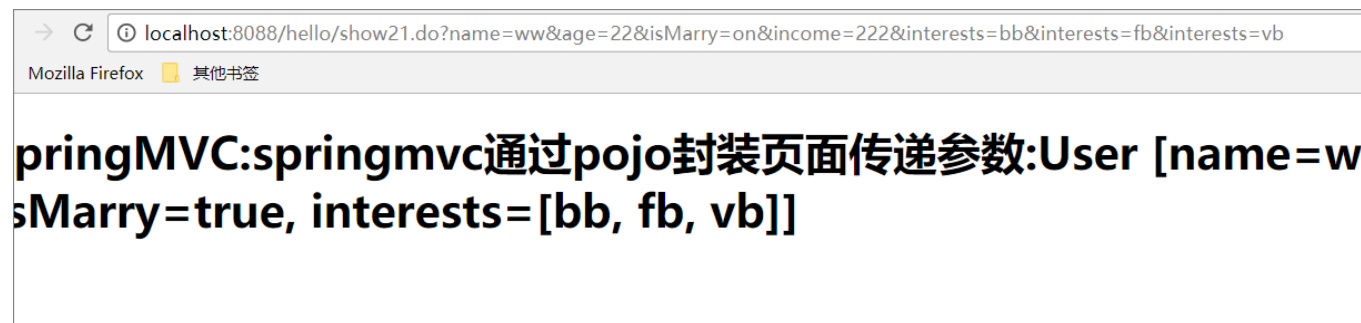 localhost:8088/hello/show21.do?name=ww&age=22&isMarry=on&income=222&interests=bb&interests=fb&interests=vb
Mozilla Firefox 其他书签
pringMVC:springmvc通过pojo封装页面传递参数:User [name=w
sMarry=true, interests=[bb, fb, vb]]